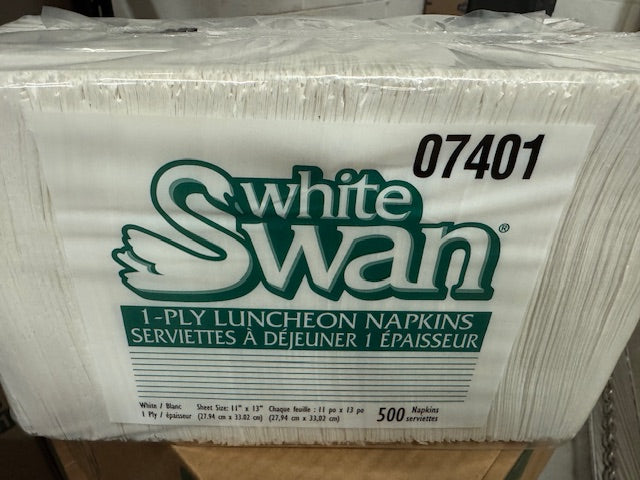 07401
white
Swan®
1-PLY LUNCHEON NAPKINS
SERVIETTES À DÉJEUNER 1 ÉPAISSEUR
White / Blanc Sheet Size: 11" x 13" Chaque feuille : 11 po x 13 po 500 Napkins
1 Ply / épaisseur (27.94 cm x 33.02 cm) (27,94 cm x 33,02 cm) serviettes